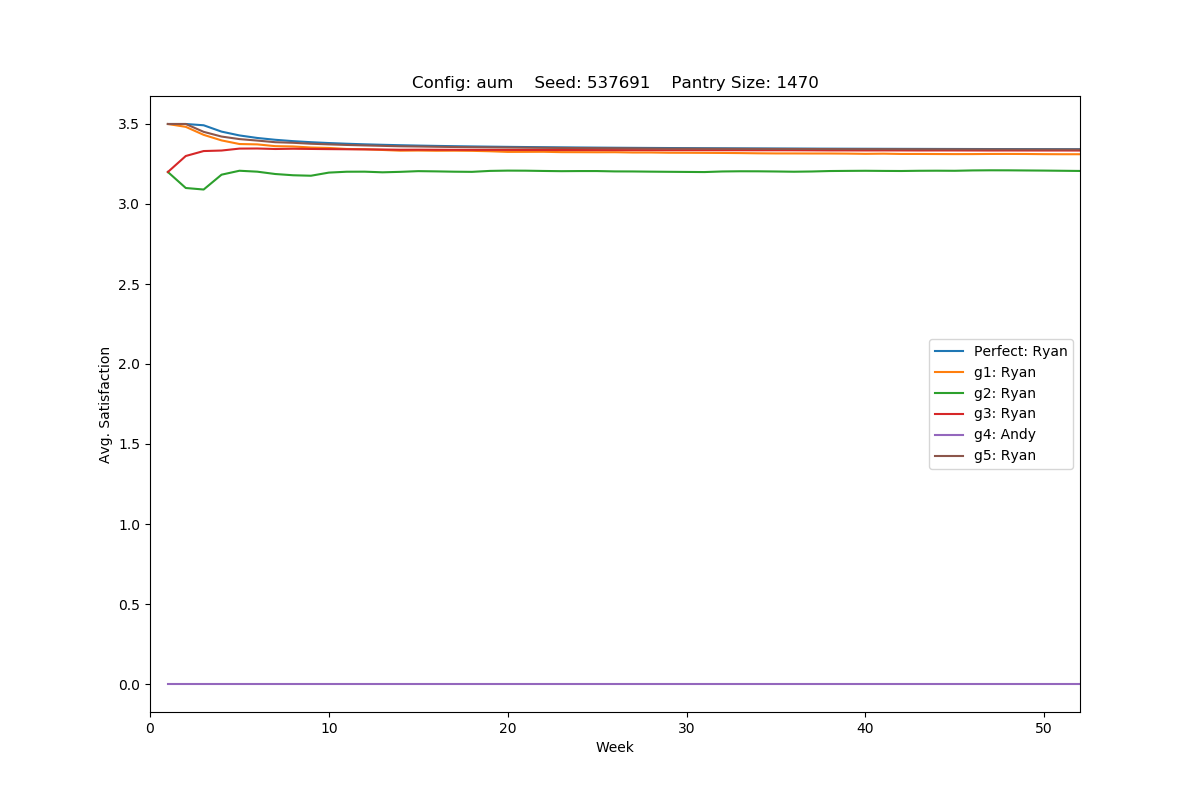 Config: aum    Seed: 537691    Pantry Size: 1470
Avg. Satisfaction
3.5
3.0
2.5
2.0
1.5
1.0
0.5
0.0
Perfect: Ryan
g1: Ryan
g2: Ryan
g3: Ryan
g4: Andy
g5: Ryan
0 10 20 30 40 50
Week